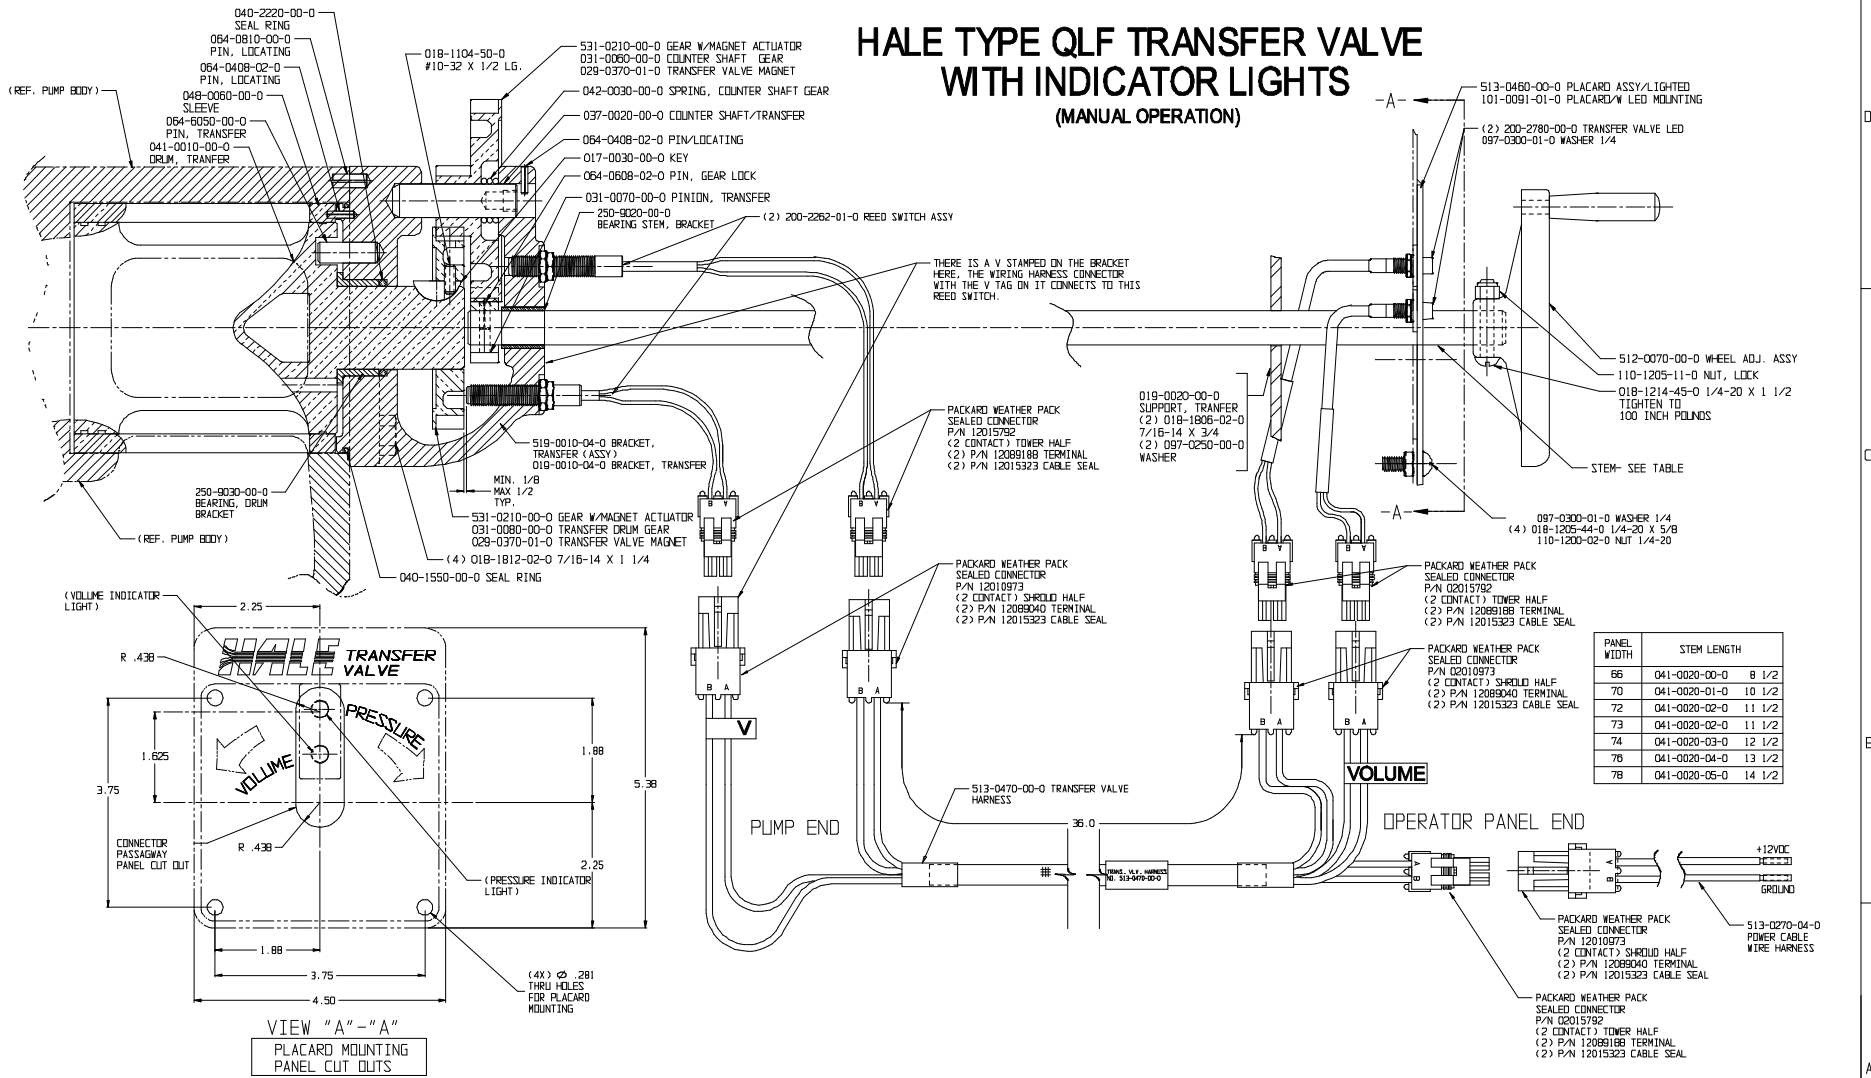 HALE TYPE QLF TRANSFER VALVE
WITH INDICATOR LIGHTS
(MANUAL OPERATION)
040-2220-00-0
SEAL RING
064-0810-00-0
PIN, LOCATING
064-0408-02-0
PIN, LOCATING
048-0060-00-0
SLEEVE
064-6050-00-0
PIN, TRANSFER
041-0010-00-0
DRUM, TRANFER
(REF. PUMP BODY)
018-1104-50-0
#10-32 X 1/2 LG.
531-0210-00-0 GEAR W/MAGNET ACTUATOR
031-0060-00-0 COUNTER SHAFT GEAR
029-0370-01-0 TRANSFER VALVE MAGNET
042-0030-00-0 SPRING, COUNTER SHAFT GEAR
037-0020-00-0 COUNTER SHAFT/TRANSFER
064-0408-02-0 PIN/LOCATING
017-0030-00-0 KEY
064-0608-02-0 PIN, GEAR LOCK
031-0070-00-0 PINION, TRANSFER
250-9020-00-0
BEARING STEM, BRACKET
(2) 200-2262-01-0 REED SWITCH ASSY
THERE IS A V STAMPED ON THE BRACKET
HERE, THE WIRING HARNESS CONNECTOR
WITH THE V TAG ON IT CONNECTS TO THIS
REED SWITCH.
-A-
513-0460-00-0 PLACARD ASSY/LIGHTED
101-0091-01-0 PLACARD/W LED MOUNTING
(2) 200-2780-00-0 TRANSFER VALVE LED
097-0300-01-0 WASHER 1/4
512-0070-00-0 WHEEL ADJ. ASSY
110-1205-11-0 NUT, LOCK
018-1214-45-0 1/4-20 X 1 1/2
TIGHTEN TO
100 INCH POUNDS
STEM- SEE TABLE
-A-
097-0300-01-0 WASHER 1/4
(4) 018-1205-44-0 1/4-20 X 5/8
110-1200-02-0 NUT 1/4-20
019-0020-00-0
SUPPORT, TRANFER
(2) 018-1806-02-0
7/16-14 X 3/4
(2) 097-0250-00-0
WASHER
PACKARD WEATHER PACK
SEALED CONNECTOR
P/N 12015792
(2 CONTACT) TOWER HALF
(2) P/N 12089188 TERMINAL
(2) P/N 12015323 CABLE SEAL
519-0010-04-0 BRACKET,
TRANSFER (ASSY)
019-0010-04-0 BRACKET, TRANSFER
MIN. 1/8
MAX 1/2
TYP.
531-0210-00-0 GEAR W/MAGNET ACTUATOR
031-0080-00-0 TRANSFER DRUM GEAR
029-0370-01-0 TRANSFER VALVE MAGNET
(4) 018-1812-02-0 7/16-14 X 1 1/4
040-1550-00-0 SEAL RING
250-9030-00-0
BEARING, DRUM
BRACKET
(REF. PUMP BODY)
B A
B A
B A
B A
PACKARD WEATHER PACK
SEALED CONNECTOR
P/N 12010973
(2 CONTACT) SHROUD HALF
(2) P/N 12089040 TERMINAL
(2) P/N 12015323 CABLE SEAL
PACKARD WEATHER PACK
SEALED CONNECTOR
P/N 02015792
(2 CONTACT) TOWER HALF
(2) P/N 12089188 TERMINAL
(2) P/N 12015323 CABLE SEAL
PACKARD WEATHER PACK
SEALED CONNECTOR
P/N 02010973
(2 CONTACT) SHROUD HALF
(2) P/N 12089040 TERMINAL
(2) P/N 12015323 CABLE SEAL
B A
B A
B A
B A
V
VOLUME
PANEL WIDTH STEM LENGTH
66 041-0020-00-0 8 1/2
70 041-0020-01-0 10 1/2
72 041-0020-02-0 11 1/2
73 041-0020-02-0 11 1/2
74 041-0020-03-0 12 1/2
76 041-0020-04-0 13 1/2
78 041-0020-05-0 14 1/2
513-0470-00-0 TRANSFER VALVE
HARNESS
PUMP END
36.0
OPERATOR PANEL END
#
TRANS. VLV. HARNESS
NO. 513-0470-00-0
A
B
A
B
+12VDC
GROUND
513-0270-04-0
POWER CABLE
WIRE HARNESS
PACKARD WEATHER PACK
SEALED CONNECTOR
P/N 12010973
(2 CONTACT) SHROUD HALF
(2) P/N 12089040 TERMINAL
(2) P/N 12015323 CABLE SEAL
PACKARD WEATHER PACK
SEALED CONNECTOR
P/N 02015792
(2 CONTACT) TOWER HALF
(2) P/N 12089188 TERMINAL
(2) P/N 12015323 CABLE SEAL
(VOLUME INDICATOR
LIGHT)
2.25
R .438
HALE TRANSFER
VALVE
PRESSURE
VOLUME
1.625
3.75
1.88
5.38
2.25
CONNECTOR
PASSAGWAY
PANEL CUT OUT
R .438
(PRESSURE INDICATOR
LIGHT)
1.88
3.75
4.50
(4X) Ø .281
THRU HOLES
FOR PLACARD
MOUNTING
VIEW "A"-"A"
PLACARD MOUNTING
PANEL CUT OUTS
D
C
B
A